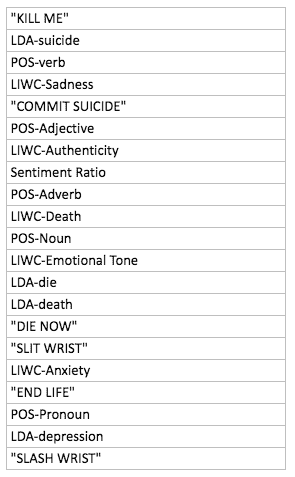 "KILL ME"
LDA-suicide
POS-verb
LIWC-Sadness
"COMMIT SUICIDE"
POS-Adjective
LIWC-Authenticity
Sentiment Ratio
POS-Adverb
LIWC-Death
POS-Noun
LIWC-Emotional Tone
LDA-die
LDA-death
"DIE NOW"
"SLIT WRIST"
LIWC-Anxiety
"END LIFE"
POS-Pronoun
LDA-depression
"SLASH WRIST"